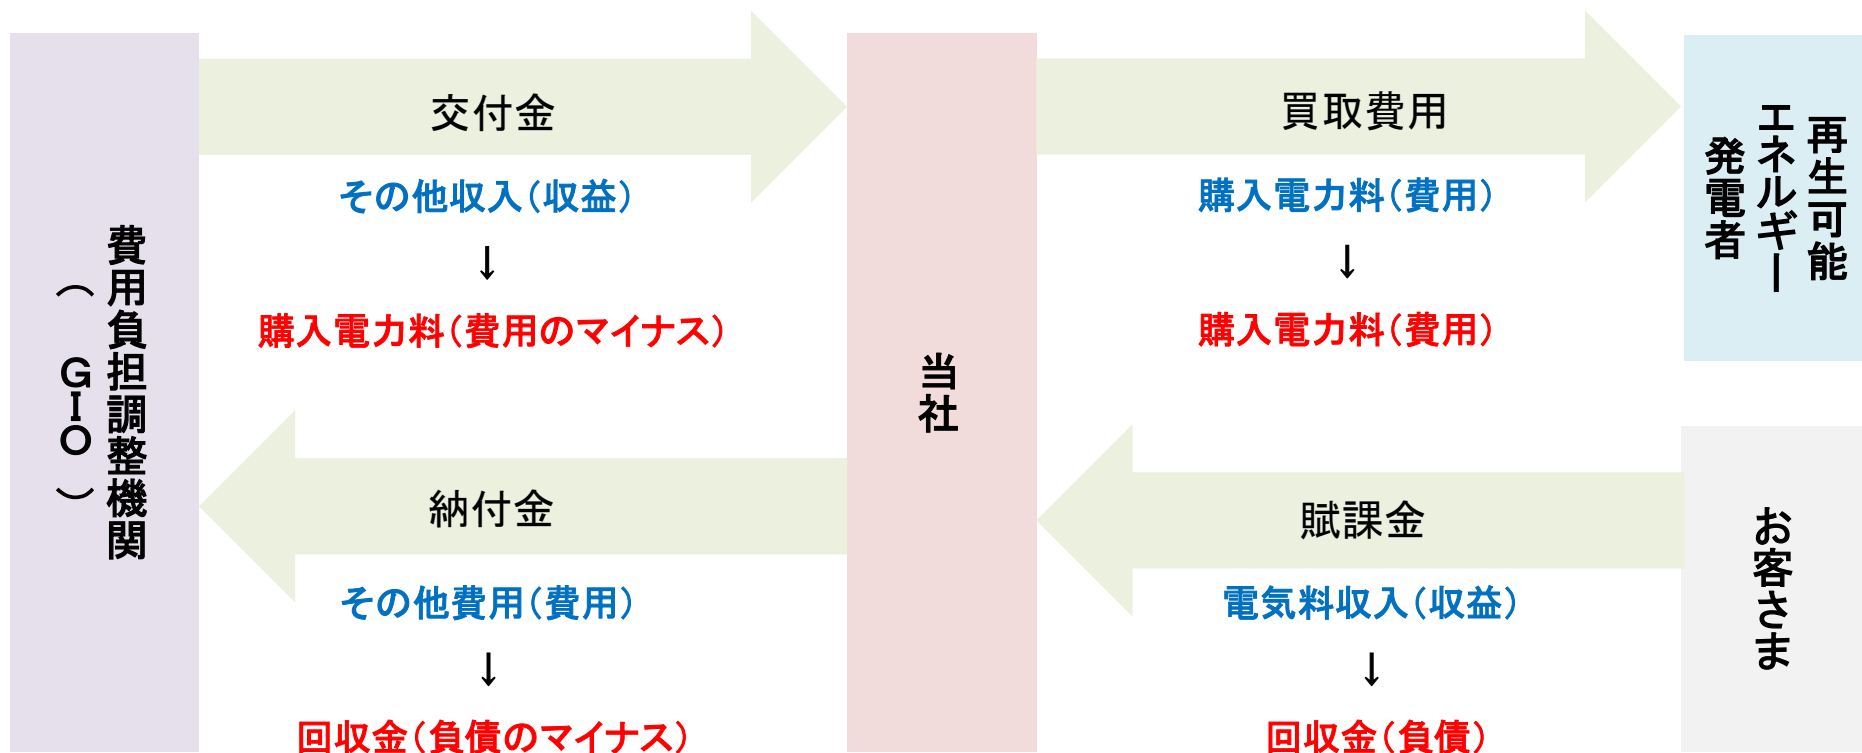 費用負担調整機関
（ＧＩＯ）
交付金
その他収入（収益）
↓
購入電力料（費用のマイナス）
納付金
その他費用（費用）
↓
回収金（負債のマイナス）
当社
買取費用
購入電力料（費用）
↓
購入電力料（費用）
賦課金
電気料収入（収益）
↓
回収金（負債）
再生可能
エネルギー
発電者
お客さま